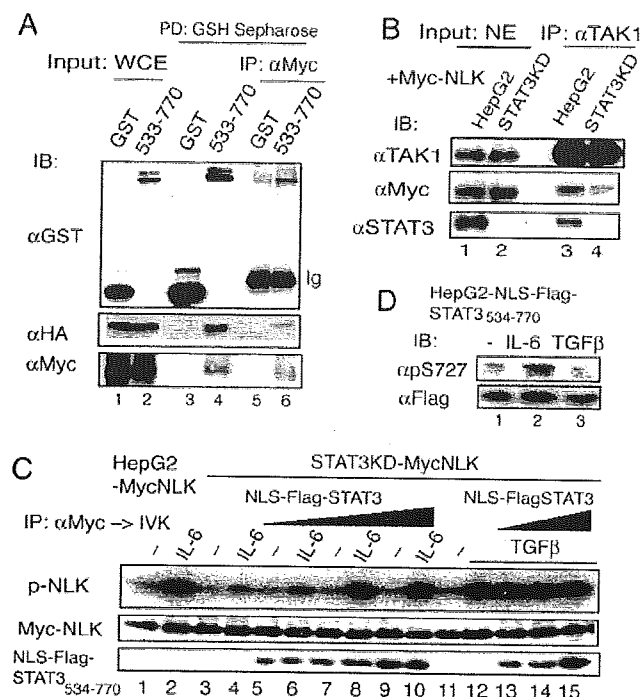 A
PD: GSH Sepharose
Input: WCE
IP: αMyc
GST
533-770
GST
533-770
GST
533-770
IB:
αGST
Ig
αHA
αMyc
1 2 3 4 5 6
B
Input: NE
IP: αTAK1
+Myc-NLK
HepG2
STAT3KD
HepG2
STAT3KD
IB:
αTAK1
αMyc
αSTAT3
1 2 3 4
D
HepG2-NLS-Flag-
STAT3534-770
IB: - IL-6 TGFβ
αpS727
αFlag
1 2 3
C
HepG2
-MycNLK
STAT3KD-MycNLK
NLS-Flag-STAT3
NLS-FlagSTAT3
IP: αMyc -> IVK
TGFβ
- IL-6 - IL-6 - IL-6 - IL-6 - IL-6 -
p-NLK
Myc-NLK
NLS-Flag-
STAT3534-770
1 2 3 4 5 6 7 8 9 10 11 12 13 14 15